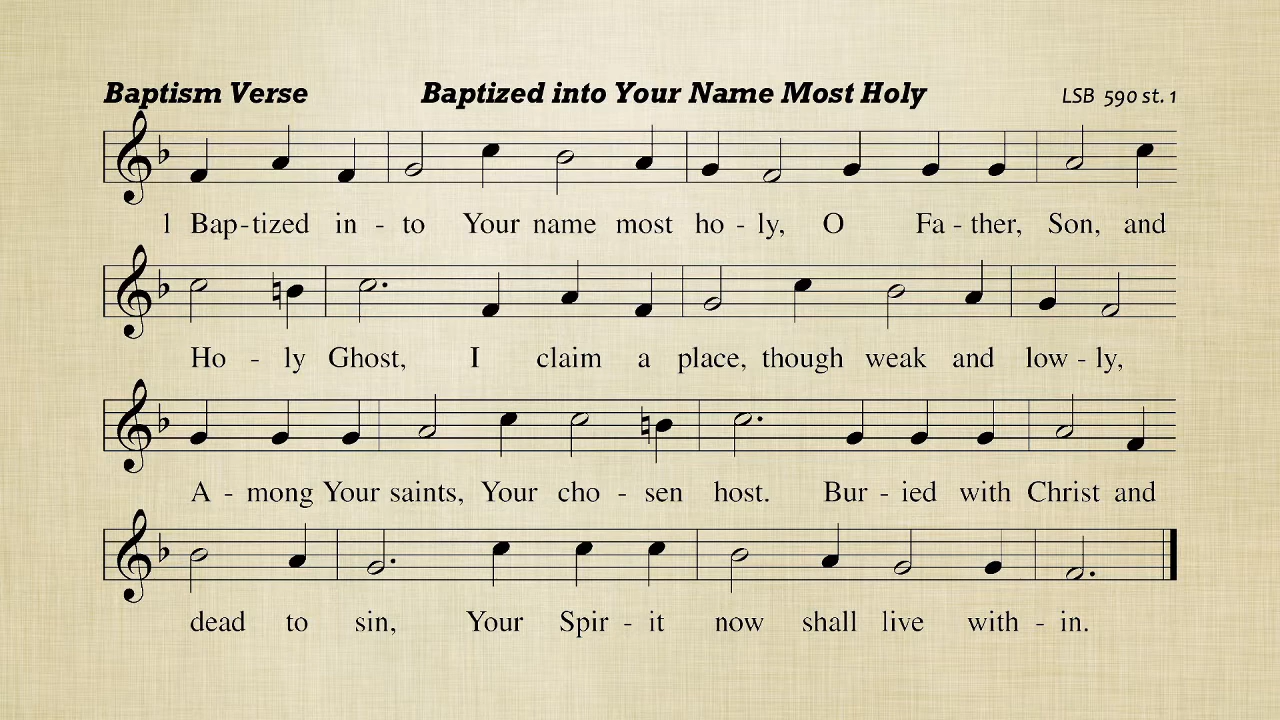 Baptism Verse Baptized into Your Name Most Holy LSB 590 st. 1
1 Bap-tized in - to Your name most ho - ly, O Fa - ther, Son, and
Ho - ly Ghost, I claim a place, though weak and low - ly,
A - mong Your saints, Your cho - sen host. Bur - ied with Christ and
dead to sin, Your Spir - it now shall live with - in.